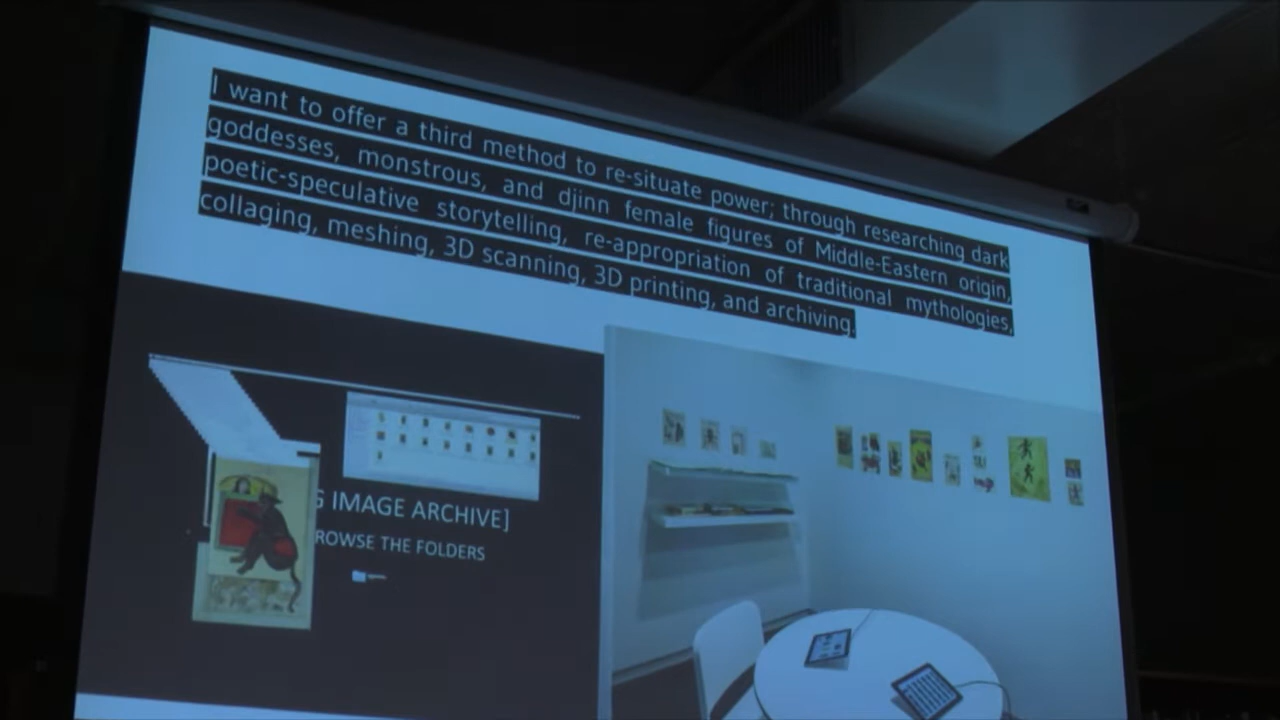 I want to offer a third method to re-situate power; through researching dark
goddesses, monstrous, and djinn female figures of Middle-Eastern origin,
poetic-speculative storytelling, re-appropriation of traditional mythologies,
collaging, meshing, 3D scanning, 3D printing, and archiving.
IMAGE ARCHIVE]
ROWSE THE FOLDERS